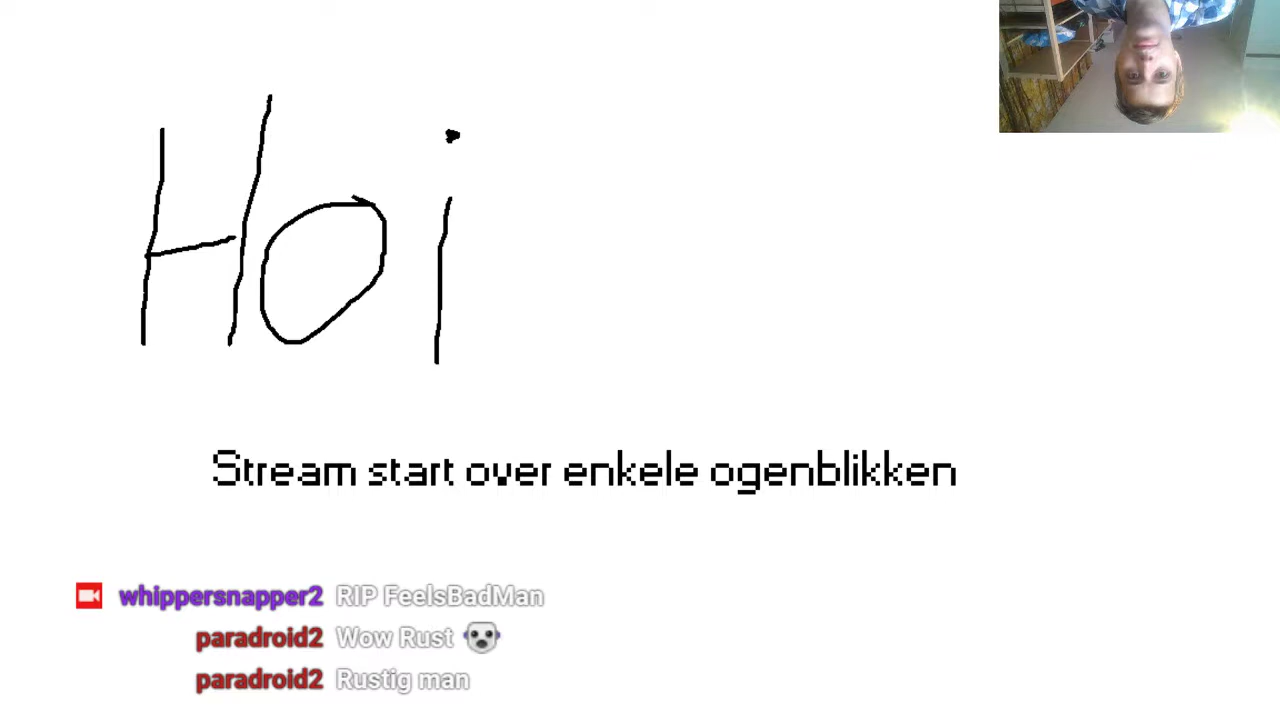 Hoi
Stream start over enkele ogenblikken
whippersnapper2 RIP FeelsBadMan
paradroid2 Wow Rust
paradroid2 Rustig man